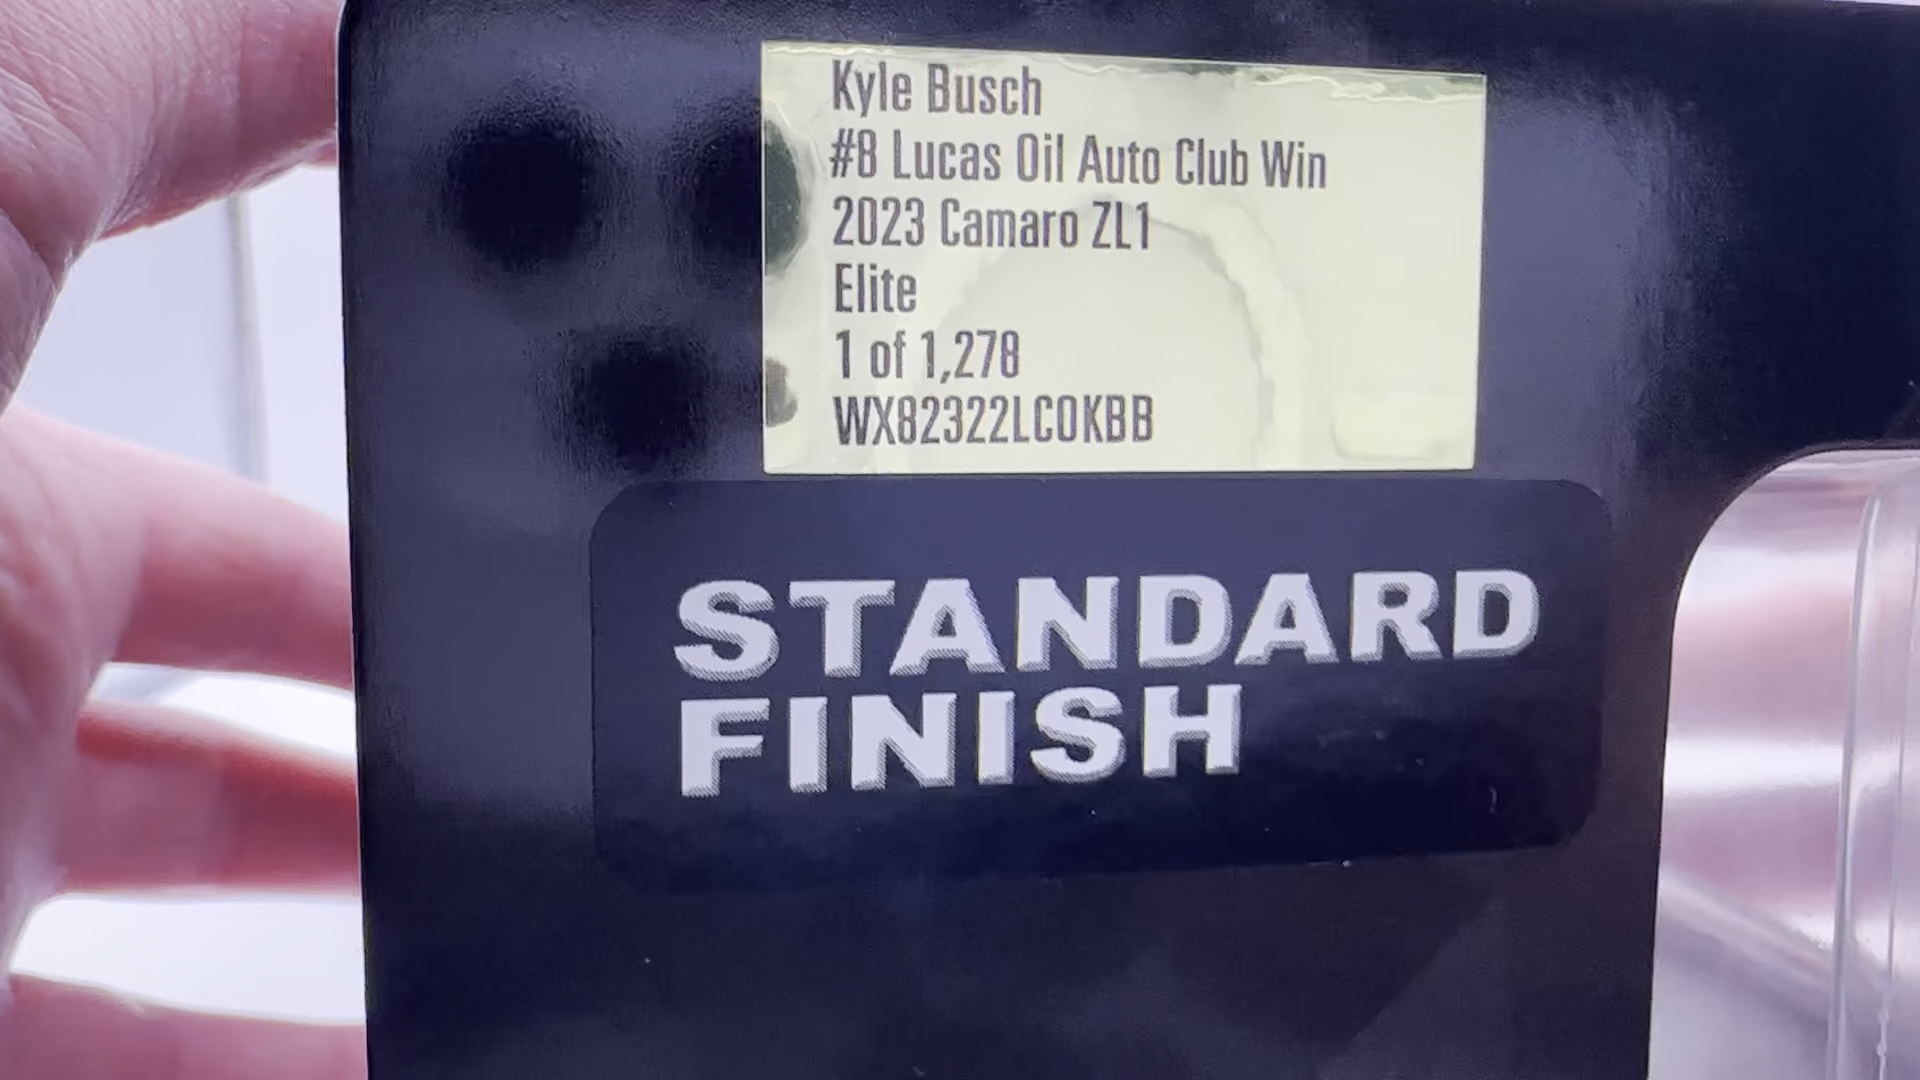 Kyle Busch
#8 Lucas Oil Auto Club Win
2023 Camaro ZL1
Elite
1 of 1,278
WX82322LCOKBB
STANDARD
FINISH